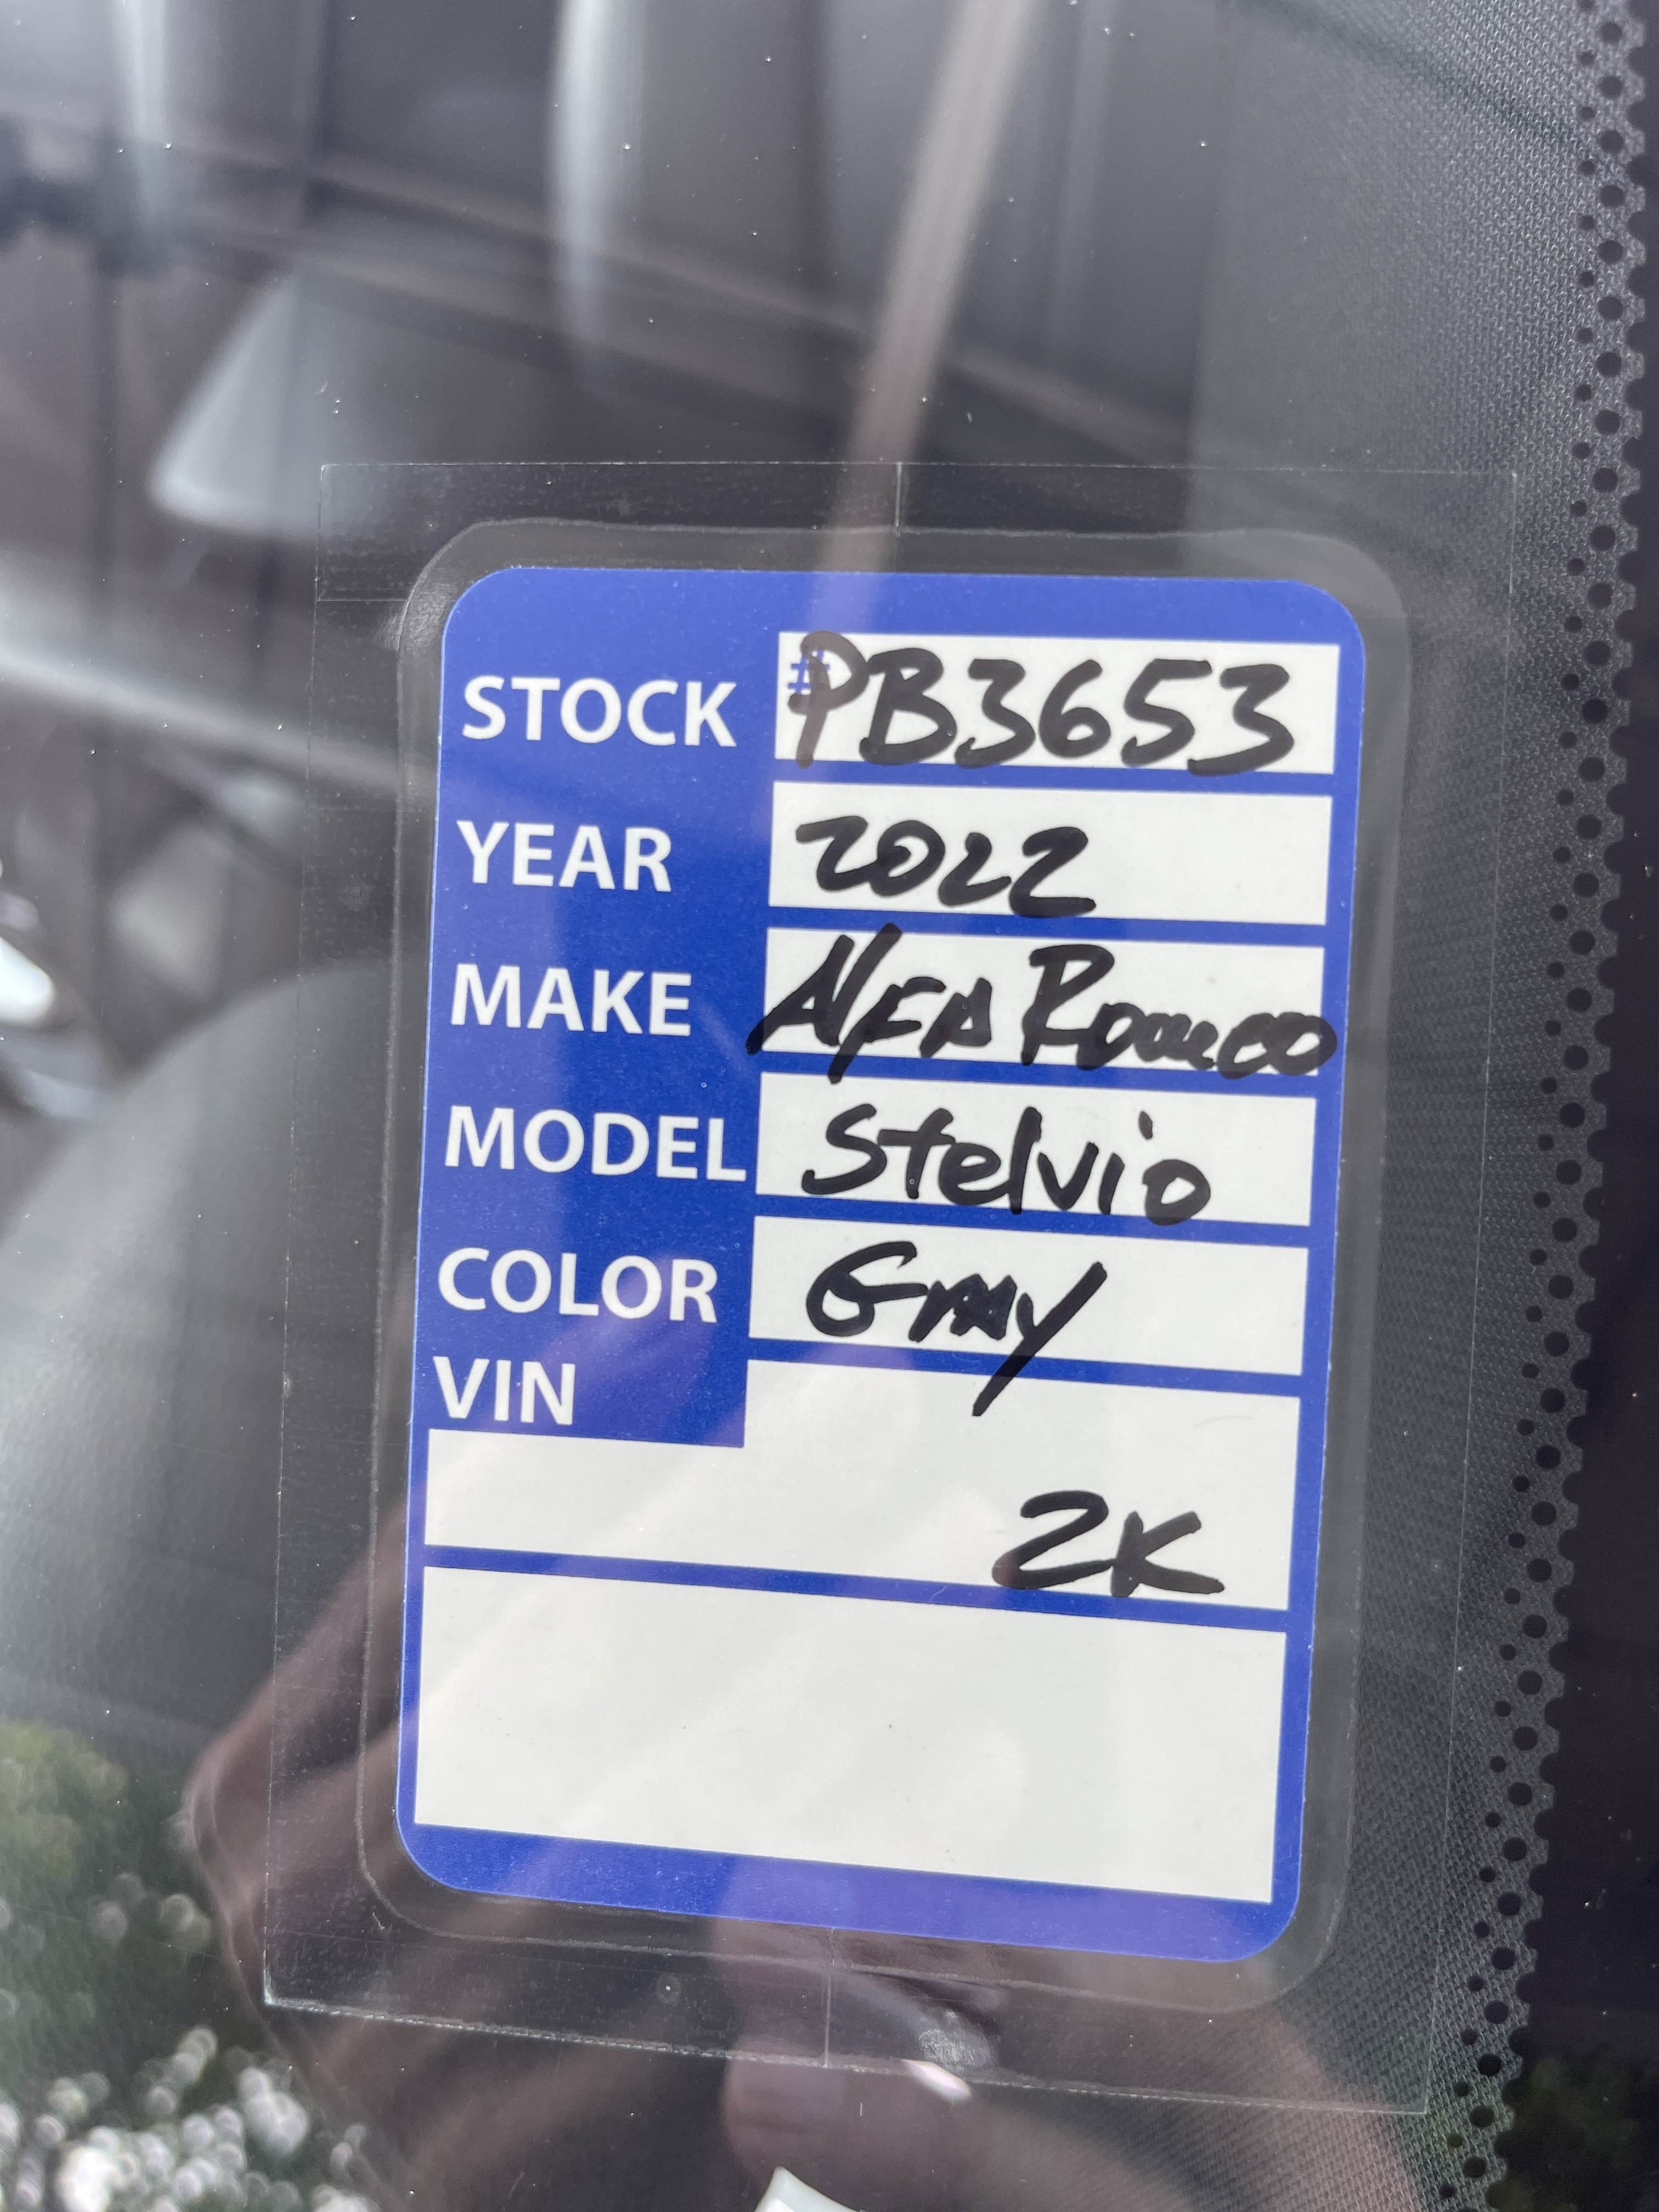 STOCK #PB3653
YEAR 2022
MAKE Alfa Romeo
MODEL Stelvio
COLOR Gray
VIN
2K